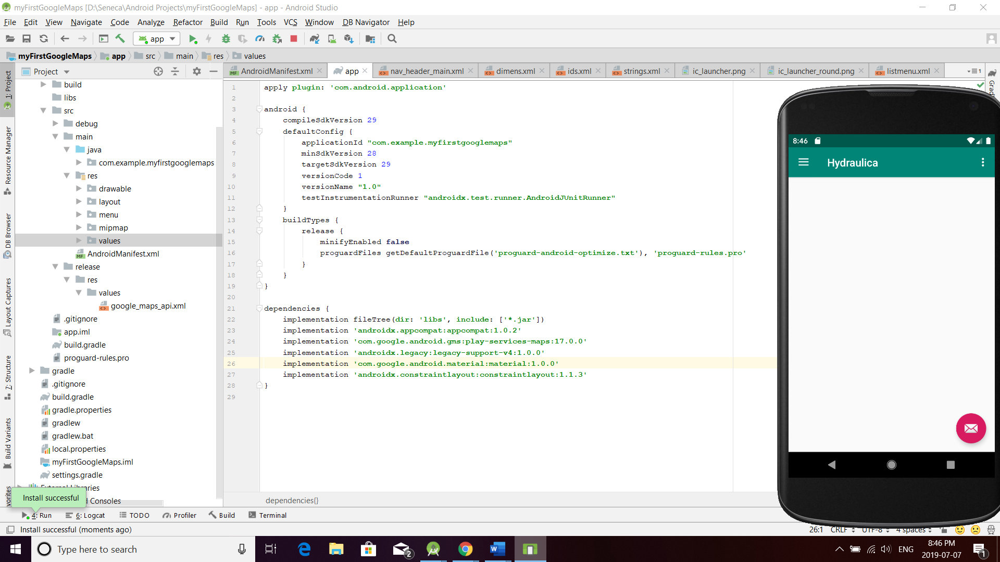 myFirstGoogleMaps [D:\Seneca\Android Projects\myFirstGoogleMaps] - app - Android Studio
File Edit View Navigate Code Analyze Refactor Build Run Tools VCS Window DB Navigator Help
app
myFirstGoogleMaps app src main res values
Project
AndroidManifest.xml app nav_header_main.xml dimens.xml ids.xml strings.xml ic_launcher.png ic_launcher_round.png listmenu.xml 1
1: Project
Resource Manager
DB Browser
Layout Captures
7: Structure
Build Variants
build
libs
src
debug
main
java
com.example.myfirstgooglemaps
res
drawable
layout
menu
mipmap
values
AndroidManifest.xml
release
res
values
google_maps_api.xml
.gitignore
app.iml
build.gradle
proguard-rules.pro
gradle
.gitignore
build.gradle
gradle.properties
gradlew
gradlew.bat
local.properties
myFirstGoogleMaps.iml
settings.gradle
Consoles
Install successful
1 apply plugin: 'com.android.application'
2
3 android {
4 compileSdkVersion 29
5 defaultConfig {
6 applicationId "com.example.myfirstgooglemaps"
7 minSdkVersion 28
8 targetSdkVersion 29
9 versionCode 1
10 versionName "1.0"
11 testInstrumentationRunner "androidx.test.runner.AndroidJUnitRunner"
12 }
13 buildTypes {
14 release {
15 minifyEnabled false
16 proguardFiles getDefaultProguardFile('proguard-android-optimize.txt'), 'proguard-rules.pro'
17 }
18 }
19 }
20
21 dependencies {
22 implementation fileTree(dir: 'libs', include: ['*.jar'])
23 implementation 'androidx.appcompat:appcompat:1.0.2'
24 implementation 'com.google.android.gms:play-services-maps:17.0.0'
25 implementation 'androidx.legacy:legacy-support-v4:1.0.0'
26 implementation 'com.google.android.material:material:1.0.0'
27 implementation 'androidx.constraintlayout:constraintlayout:1.1.3'
28 }
29
dependencies{}
8:46
Hydraulica
4: Run 6: Logcat TODO Profiler Build Terminal
Install successful (moments ago)
26:1 CRLF UTF-8 4 spaces
Type here to search
2
ENG
8:46 PM
2019-07-07
1